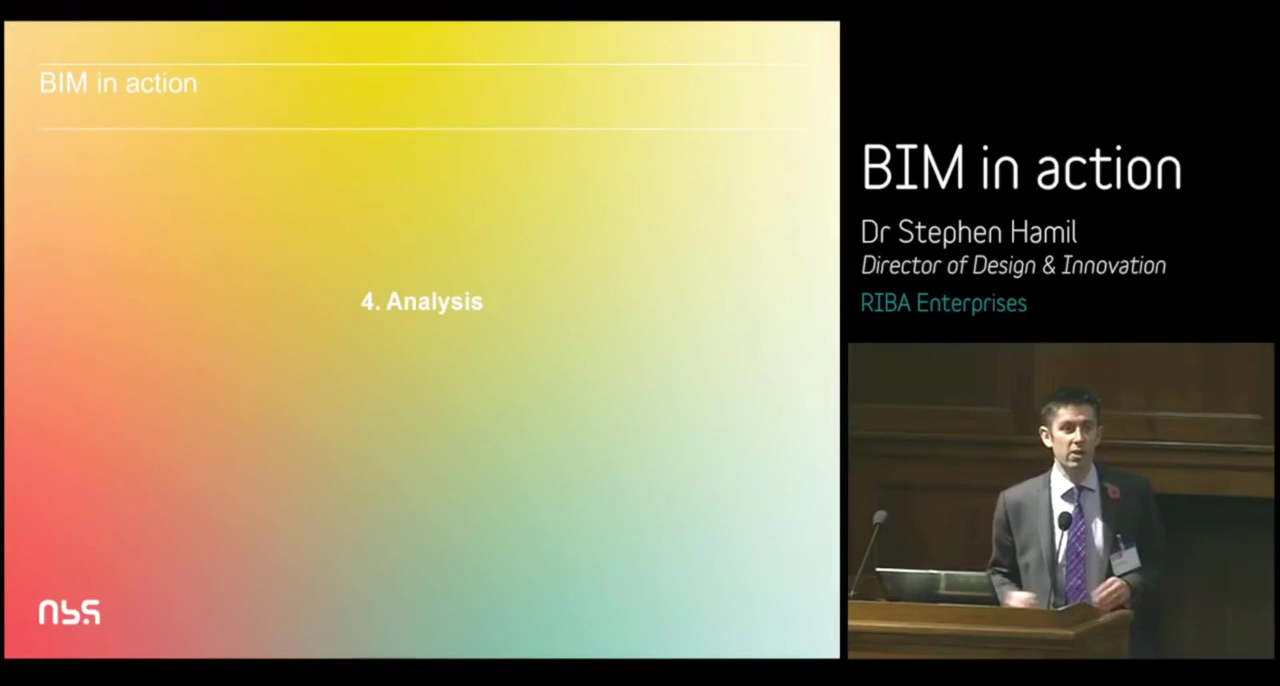 BIM in action
4. Analysis
nbs
BIM in action
Dr Stephen Hamil
Director of Design & Innovation
RIBA Enterprises